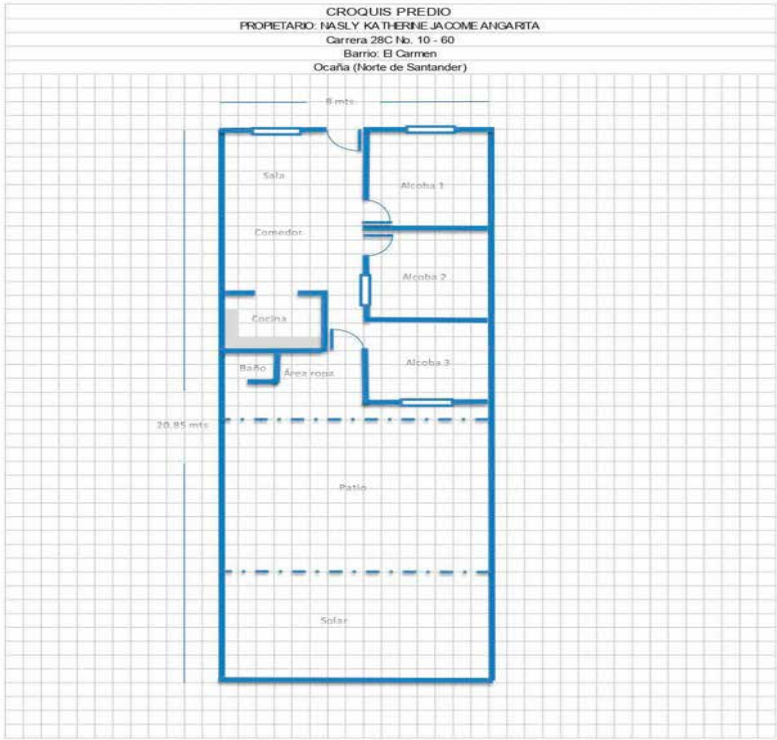 CROQUIS PREDIO
PROPIETARIO: NASLY KATHERINE JACOME ANGARITA
Carrera 28C No. 10 - 60
Barrio: El Carmen
Ocaña (Norte de Santander)
8 mts
Sala
Alcoba 1
Comedor
Alcoba 2
Cocina
Alcoba 3
Baño
Área ropa
20.85 mts
Patio
Solar